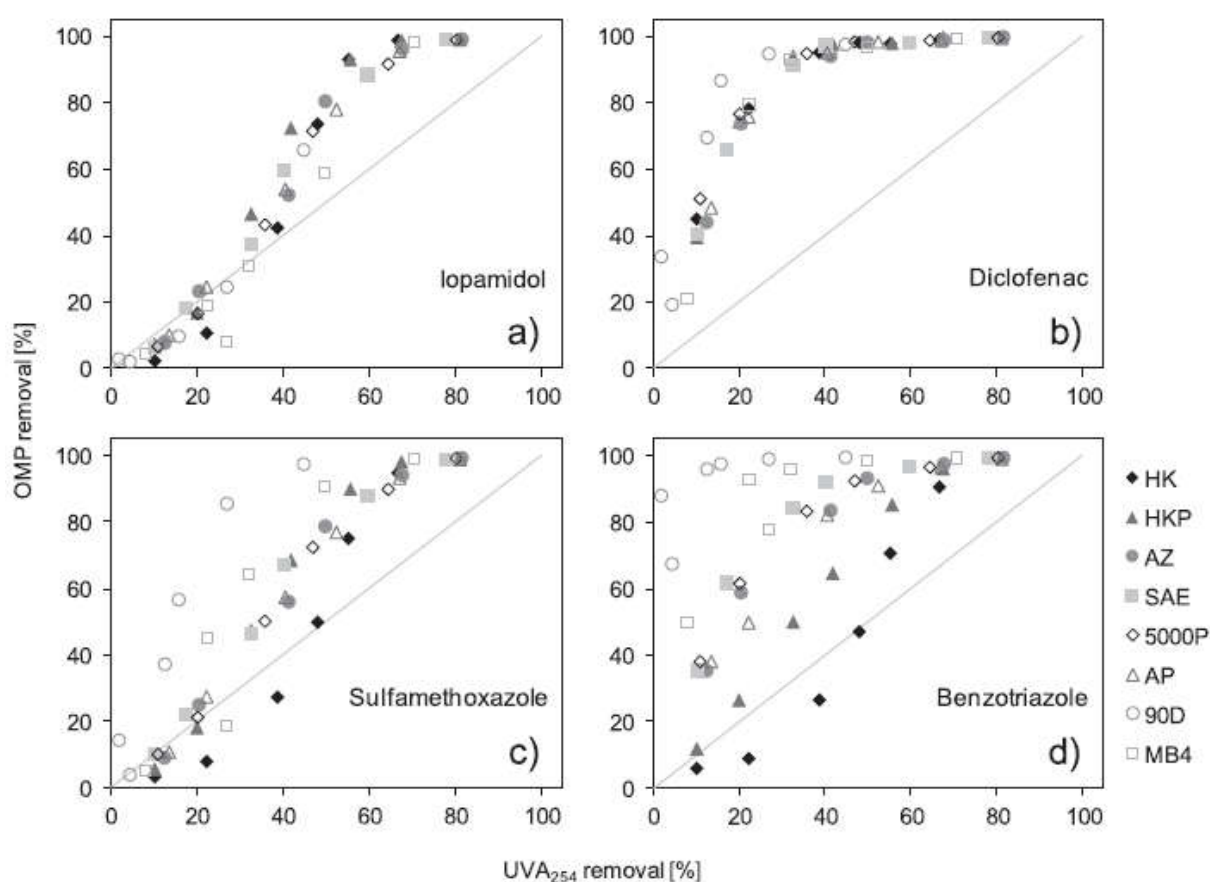 100
80
60
40
20
0
0 20 40 60 80 100
Iopamidol
a)
100
80
60
40
20
0
0 20 40 60 80 100
Diclofenac
b)
OMP removal [%]
100
80
60
40
20
0
0 20 40 60 80 100
Sulfamethoxazole
c)
100
80
60
40
20
0
0 20 40 60 80 100
Benzotriazole
d)
HK
HKP
AZ
SAE
5000P
AP
90D
MB4
UVA₂₅₄ removal [%]